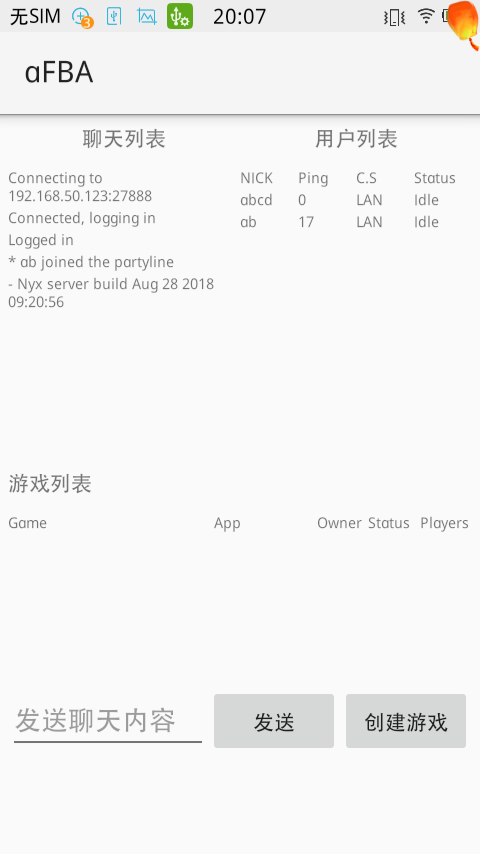 无SIM 3 20:07
αFBA
聊天列表
Connecting to
192.168.50.123:27888
Connected, logging in
Logged in
* ab joined the partyline
- Nyx server build Aug 28 2018
09:20:56
用户列表
NICK Ping C.S Status
abcd 0 LAN Idle
ab 17 LAN Idle
游戏列表
Game App Owner Status Players
发送聊天内容 发送 创建游戏